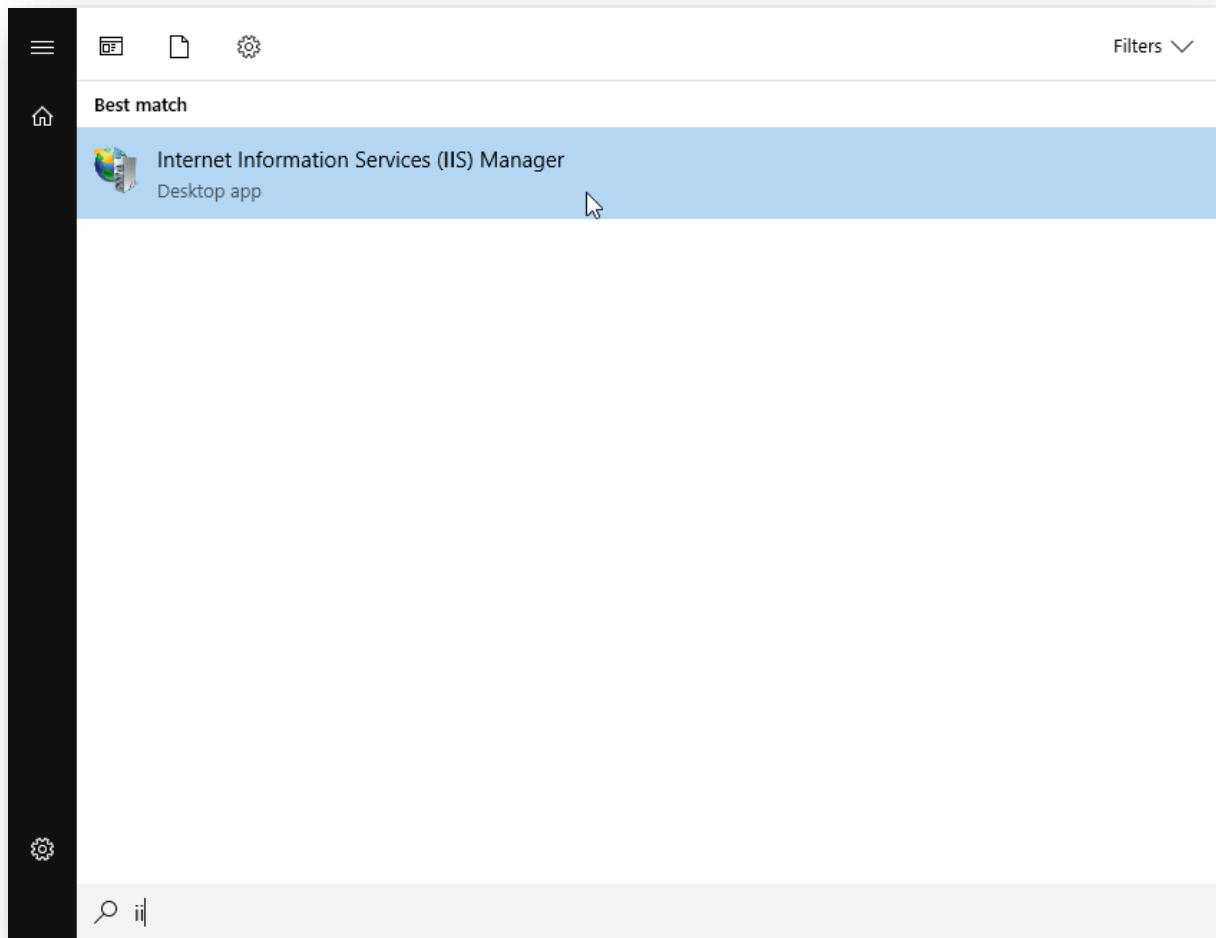 Filters
Best match
Internet Information Services (IIS) Manager
Desktop app
ii